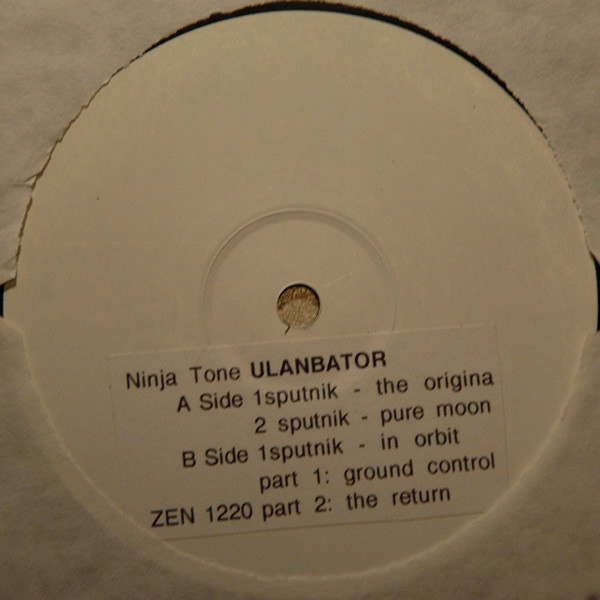 Ninja Tone ULANBATOR
A Side 1sputnik - the origina
2 sputnik - pure moon
B Side 1sputnik - in orbit
part 1: ground control
ZEN 1220 part 2: the return